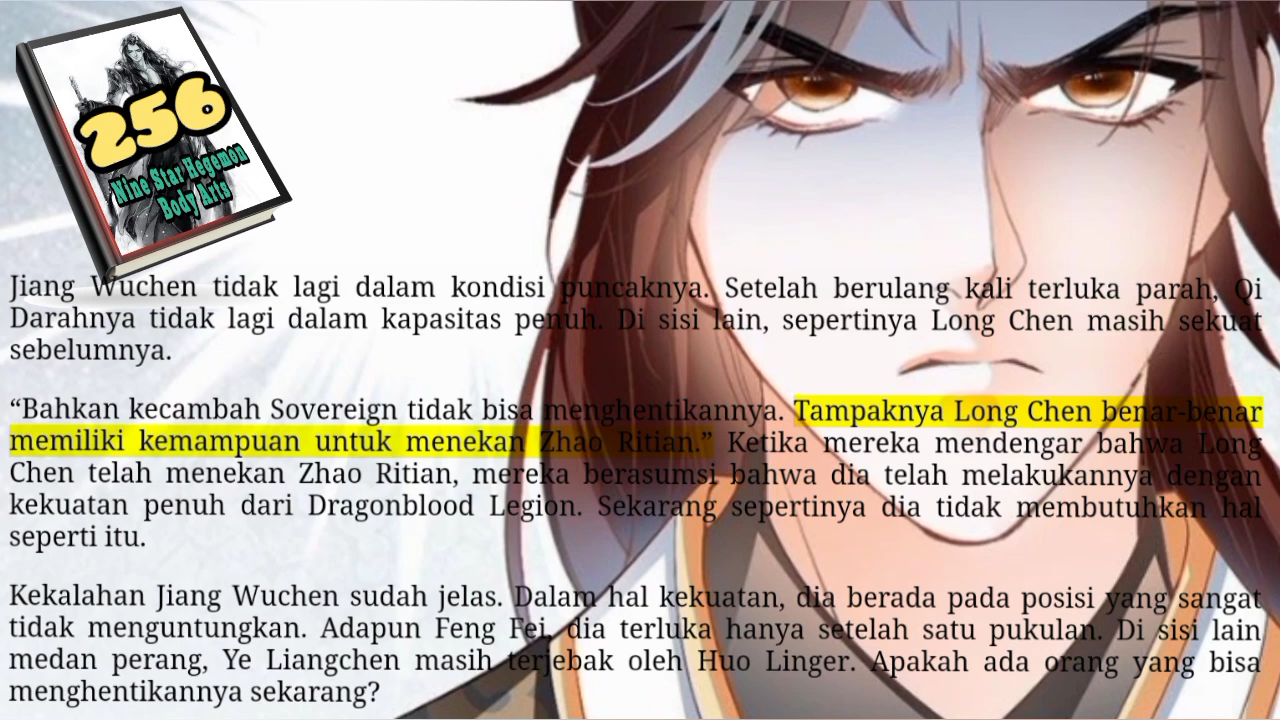 256
Nine Star Hegemon
Body Arts
Jiang Wuchen tidak lagi dalam kondisi puncaknya. Setelah berulang kali terluka parah, Qi
Darahnya tidak lagi dalam kapasitas penuh. Di sisi lain, sepertinya Long Chen masih sekuat
sebelumnya.
“Bahkan kecambah Sovereign tidak bisa menghentikannya. Tampaknya Long Chen benar-benar
memiliki kemampuan untuk menekan Zhao Ritian.” Ketika mereka mendengar bahwa Long
Chen telah menekan Zhao Ritian, mereka berasumsi bahwa dia telah melakukannya dengan
kekuatan penuh dari Dragonblood Legion. Sekarang sepertinya dia tidak membutuhkan hal
seperti itu.
Kekalahan Jiang Wuchen sudah jelas. Dalam hal kekuatan, dia berada pada posisi yang sangat
tidak menguntungkan. Adapun Feng Fei, dia terluka hanya setelah satu pukulan. Di sisi lain
medan perang, Ye Liangchen masih terjebak oleh Huo Linger. Apakah ada orang yang bisa
menghentikannya sekarang?